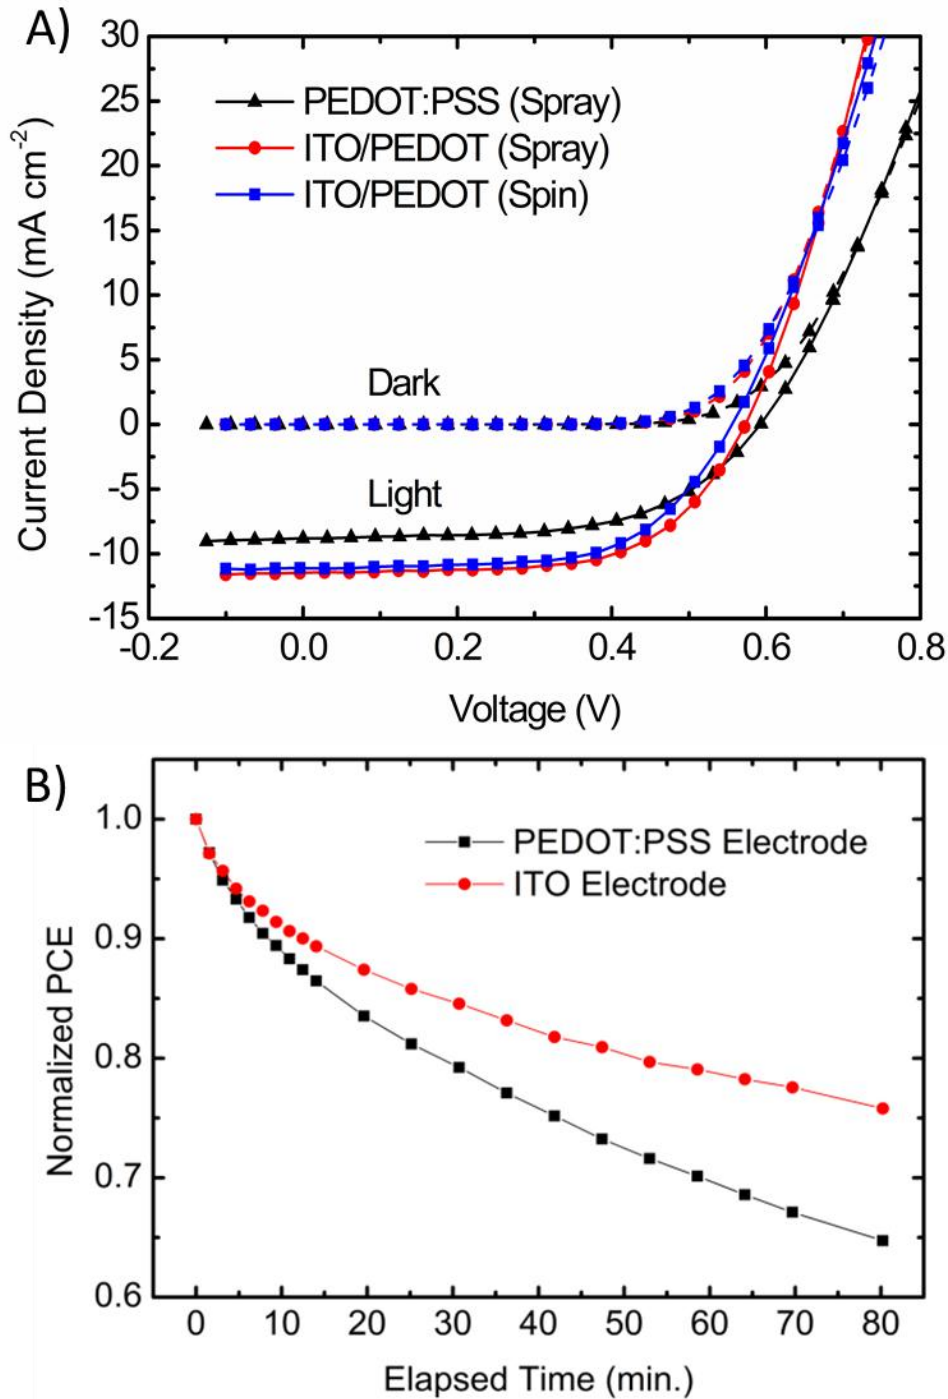 A)
30
25
20
15
10
5
0
-5
-10
-15
Current Density (mA cm-2)
PEDOT:PSS (Spray)
ITO/PEDOT (Spray)
ITO/PEDOT (Spin)
Dark
Light
-0.2 0.0 0.2 0.4 0.6 0.8
Voltage (V)
B)
1.0
0.9
0.8
0.7
0.6
Normalized PCE
PEDOT:PSS Electrode
ITO Electrode
0 10 20 30 40 50 60 70 80
Elapsed Time (min.)